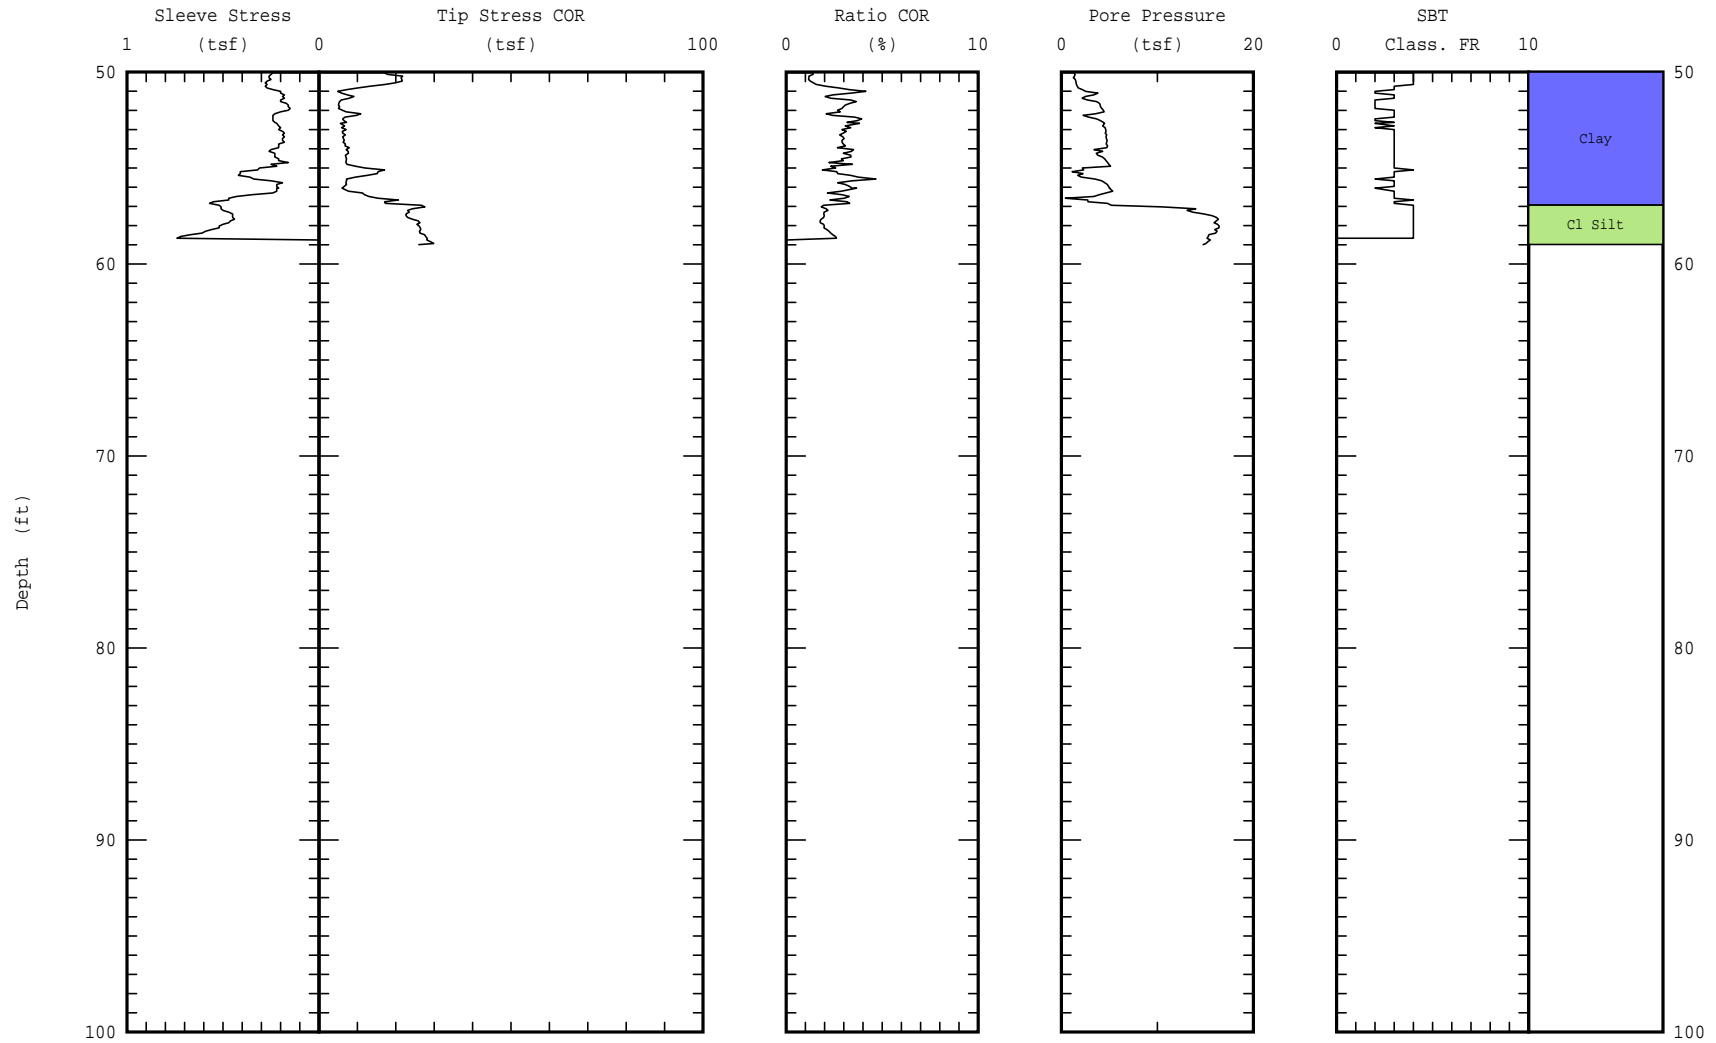 Sleeve Stress Tip Stress COR Ratio COR Pore Pressure SBT
1 (tsf) 0 (tsf) 100 0 (%) 10 0 (tsf) 20 0 Class. FR 10
50 50
Clay
Cl Silt
60 60
70 70
Depth (ft)
80 80
90 90
100 100